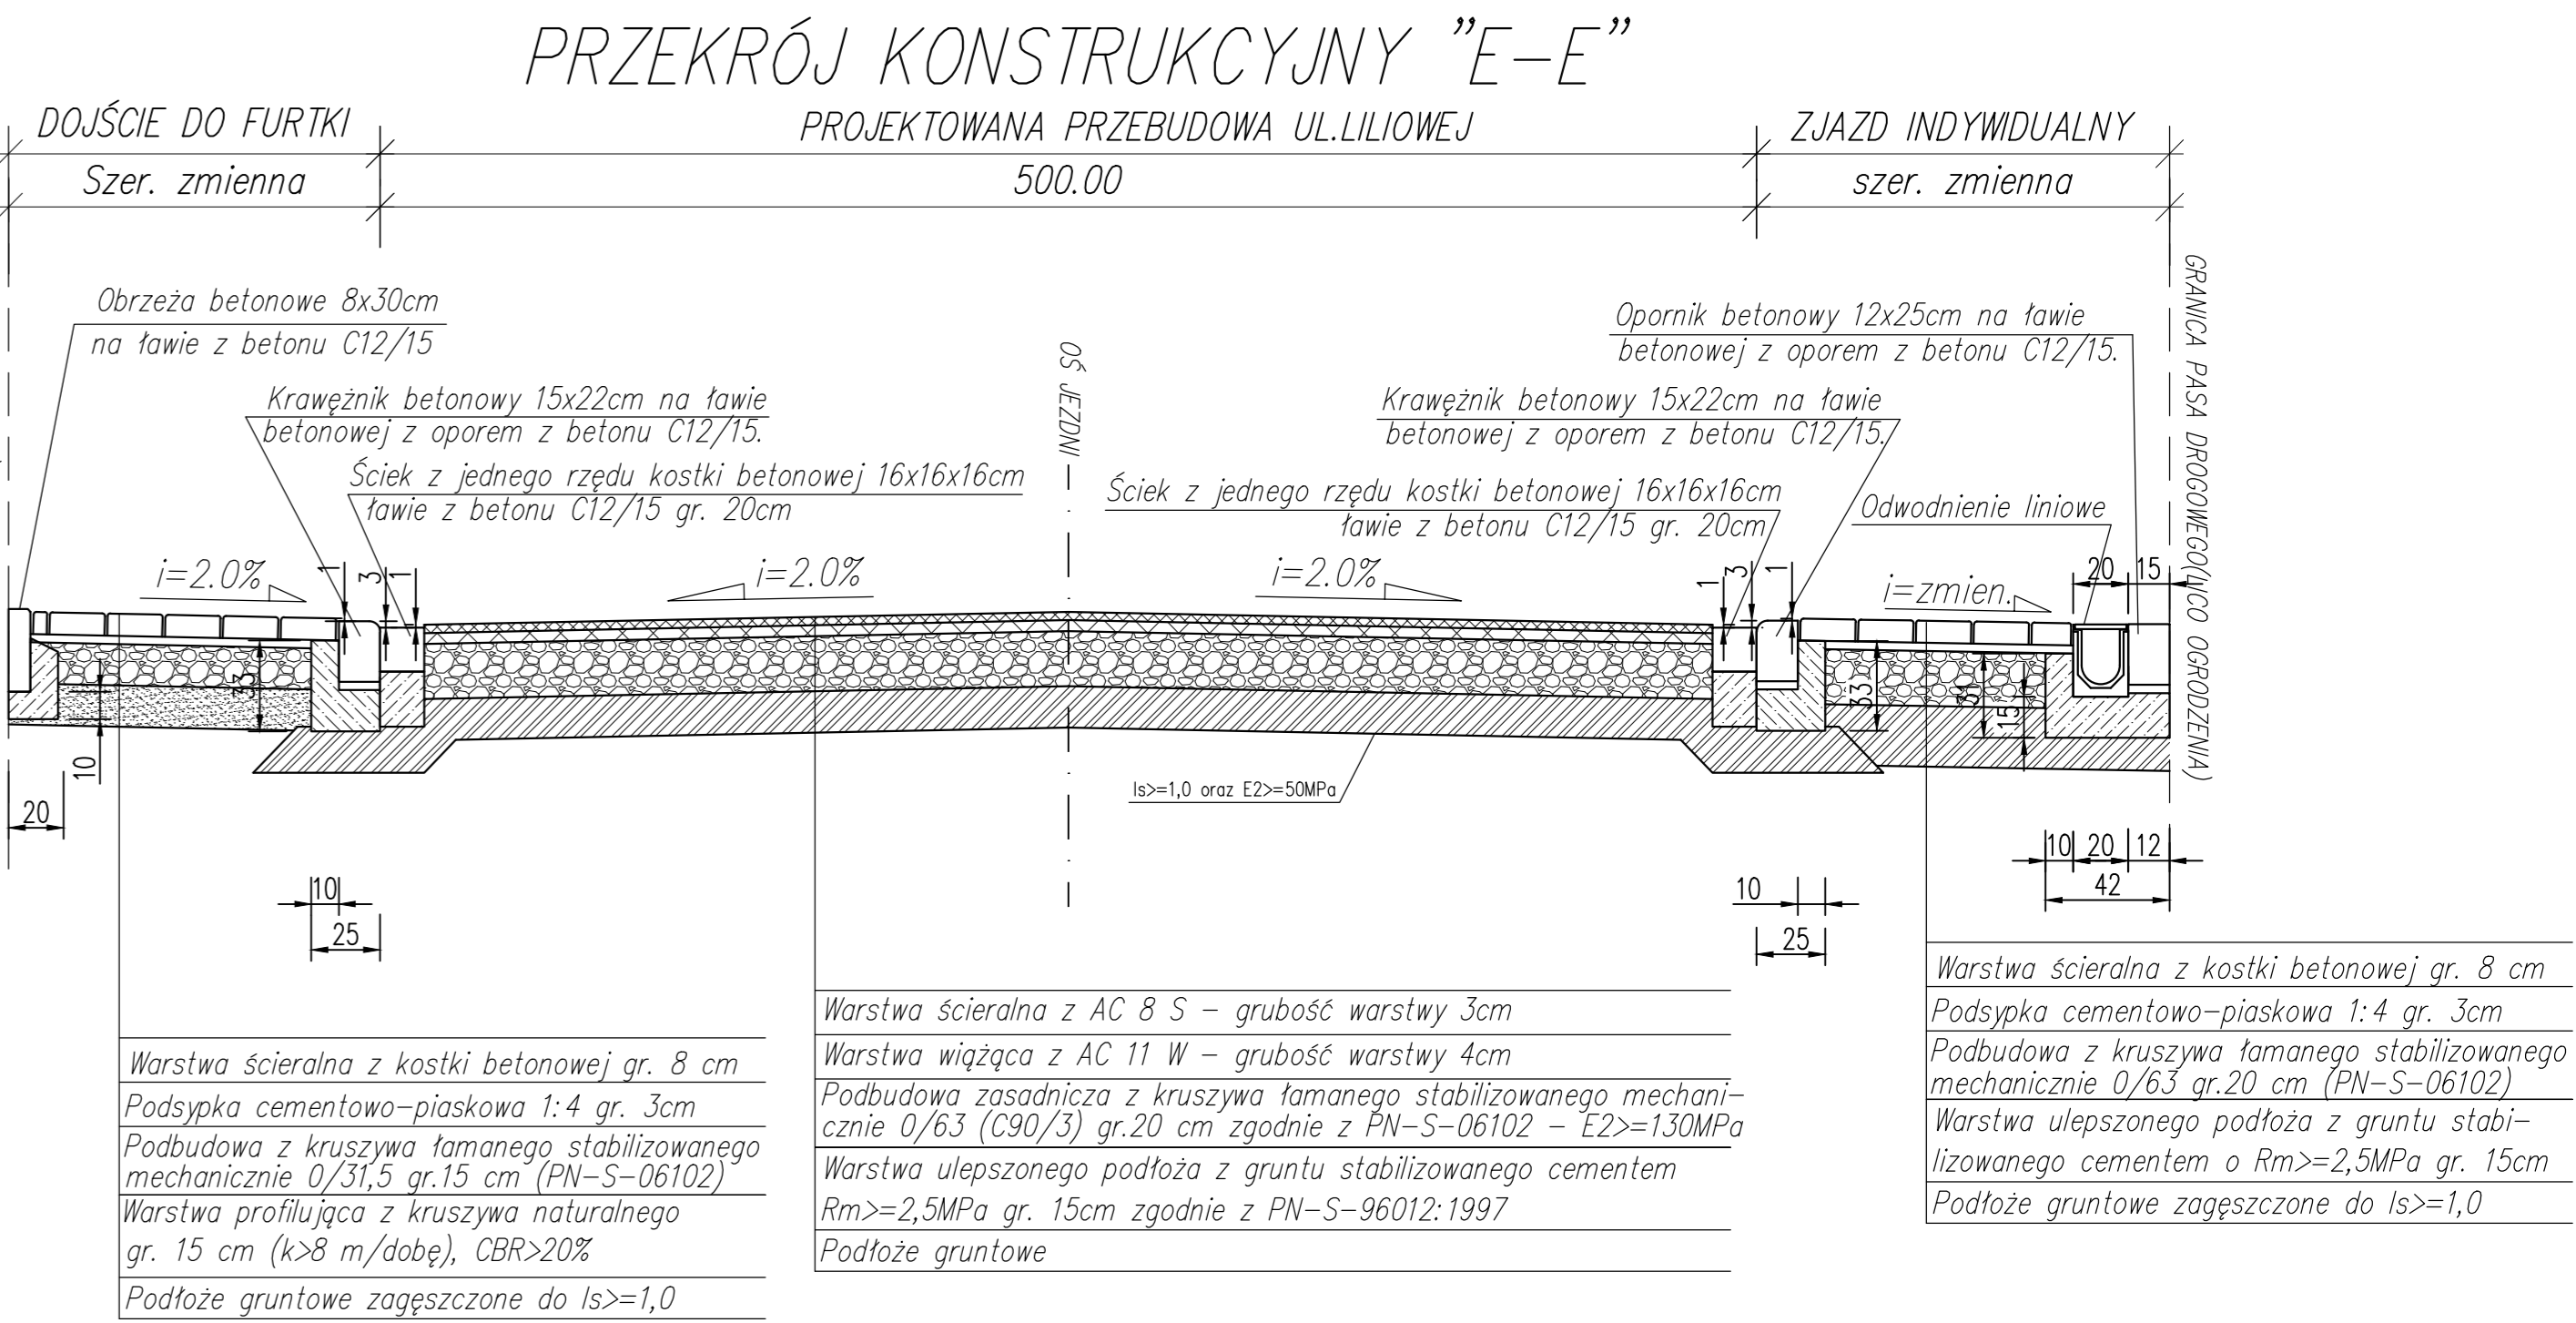 PRZEKRÓJ KONSTRUKCYJNY "E-E"
DOJŚCIE DO FURTKI
PROJEKTOWANA PRZEBUDOWA UL.LILIOWEJ
ZJAZD INDYWIDUALNY
Szer. zmienna
500.00
szer. zmienna
Obrzeża betonowe 8x30cm
na ławie z betonu C12/15
Krawężnik betonowy 15x22cm na ławie
betonowej z oporem z betonu C12/15.
Ściek z jednego rzędu kostki betonowej 16x16x16cm
ławie z betonu C12/15 gr. 20cm
OŚ JEZDNI
Opornik betonowy 12x25cm na ławie
betonowej z oporem z betonu C12/15.
Krawężnik betonowy 15x22cm na ławie
betonowej z oporem z betonu C12/15.
Ściek z jednego rzędu kostki betonowej 16x16x16cm
ławie z betonu C12/15 gr. 20cm
Odwodnienie liniowe
GRANICA PASA DROGOWEGO(LICO OGRODZENIA)
i=2.0%
1
3
1
i=2.0%
i=2.0%
1
3
1
i=zmien.
20
15
33
10
20
10
25
33
31
15
Is>=1,0 oraz E2>=50MPa
10
25
10
20
12
42
Warstwa ścieralna z kostki betonowej gr. 8 cm
Podsypka cementowo-piaskowa 1:4 gr. 3cm
Podbudowa z kruszywa łamanego stabilizowanego
mechanicznie 0/31,5 gr.15 cm (PN-S-06102)
Warstwa profilująca z kruszywa naturalnego
gr. 15 cm (k>8 m/dobę), CBR>20%
Podłoże gruntowe zagęszczone do Is>=1,0
Warstwa ścieralna z AC 8 S - grubość warstwy 3cm
Warstwa wiążąca z AC 11 W - grubość warstwy 4cm
Podbudowa zasadnicza z kruszywa łamanego stabilizowanego mechani-
cznie 0/63 (C90/3) gr.20 cm zgodnie z PN-S-06102 - E2>=130MPa
Warstwa ulepszonego podłoża z gruntu stabilizowanego cementem
Rm>=2,5MPa gr. 15cm zgodnie z PN-S-96012:1997
Podłoże gruntowe
Warstwa ścieralna z kostki betonowej gr. 8 cm
Podsypka cementowo-piaskowa 1:4 gr. 3cm
Podbudowa z kruszywa łamanego stabilizowanego
mechanicznie 0/63 gr.20 cm (PN-S-06102)
Warstwa ulepszonego podłoża z gruntu stabi-
lizowanego cementem o Rm>=2,5MPa gr. 15cm
Podłoże gruntowe zagęszczone do Is>=1,0